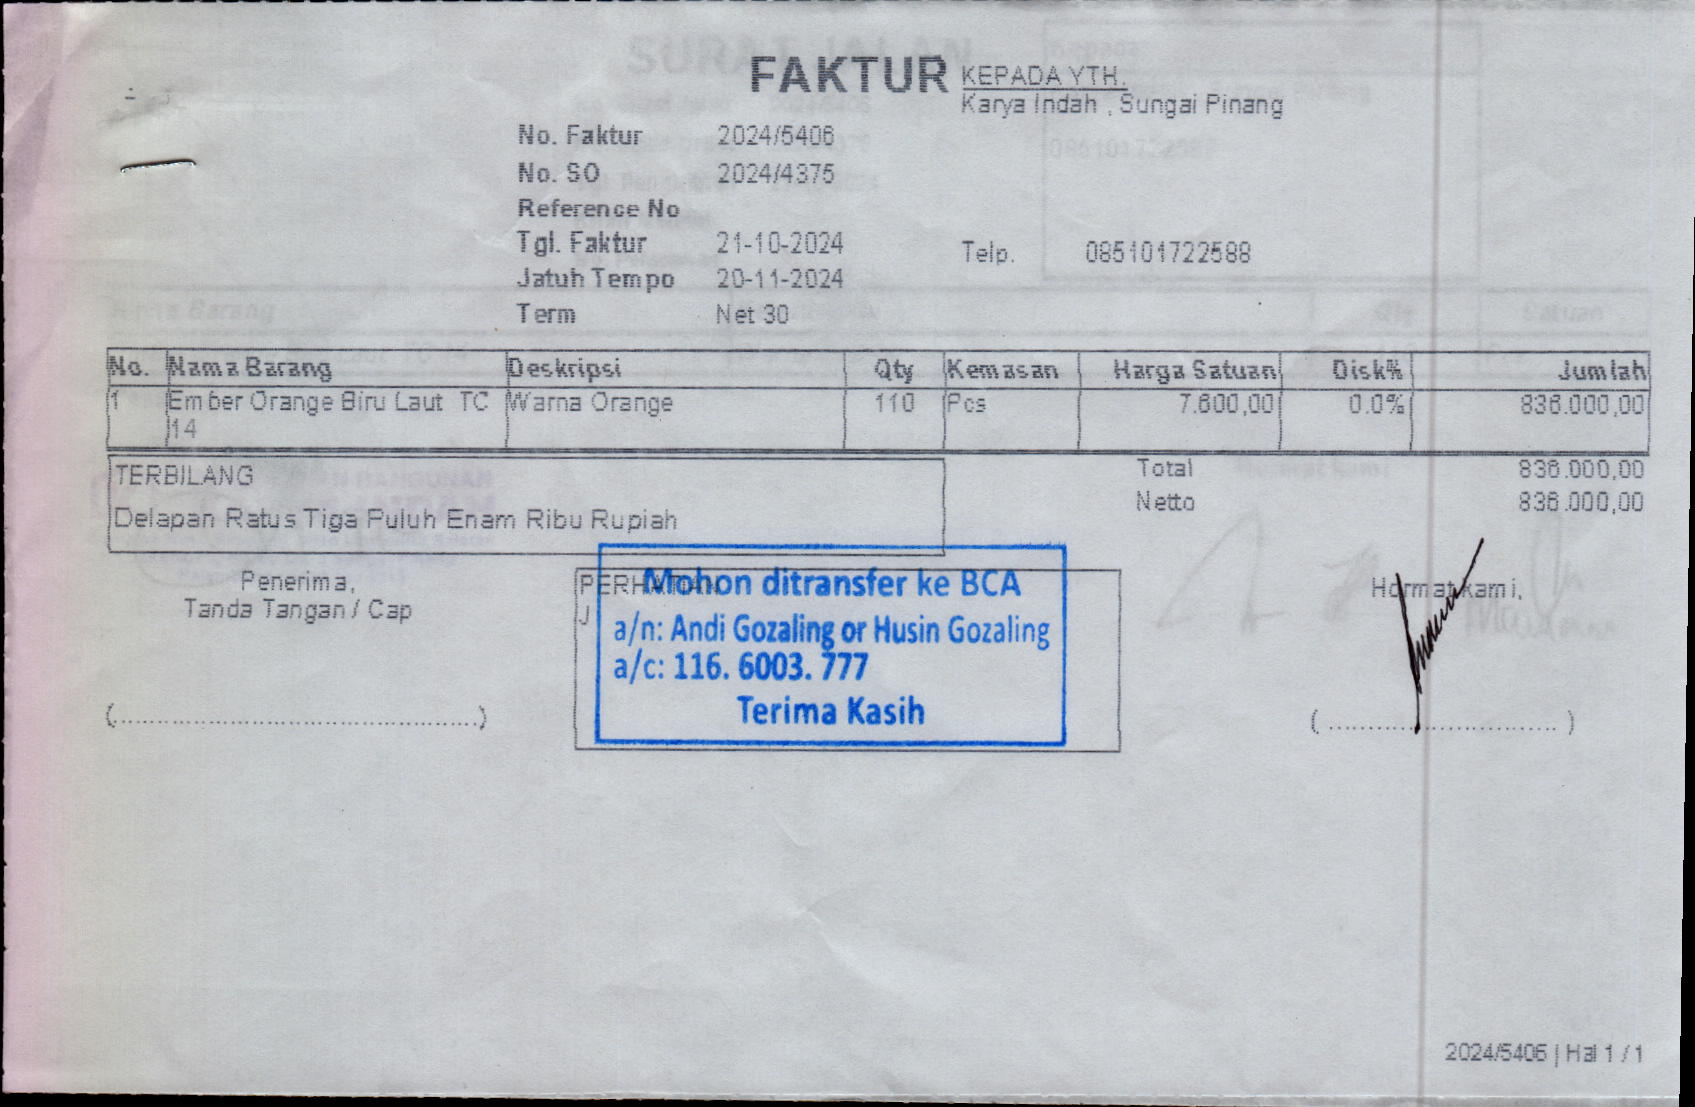 FAKTUR
KEPADA YTH.
Karya Indah , Sungai Pinang
No. Faktur 2024/5406
No. SO 2024/4375
Reference No
Tgl. Faktur 21-10-2024
Telp. 085101722588
Jatuh Tempo 20-11-2024
Term Net 30
No. Nama Barang Deskripsi Qty Kemasan Harga Satuan Disk% Jumlah
1 Ember Orange Biru Laut TC 14 Warna Orange 110 Pcs 7.600,00 0.0% 836.000,00
TERBILANG
Delapan Ratus Tiga Puluh Enam Ribu Rupiah
Total 836.000,00
Netto 836.000,00
Penerima,
Tanda Tangan / Cap
(........................................)
Mohon ditransfer ke BCA
a/n: Andi Gozaling or Husin Gozaling
a/c: 116. 6003. 777
Terima Kasih
Hormat kami,
(............................)
2024/5406 | Hal 1 / 1